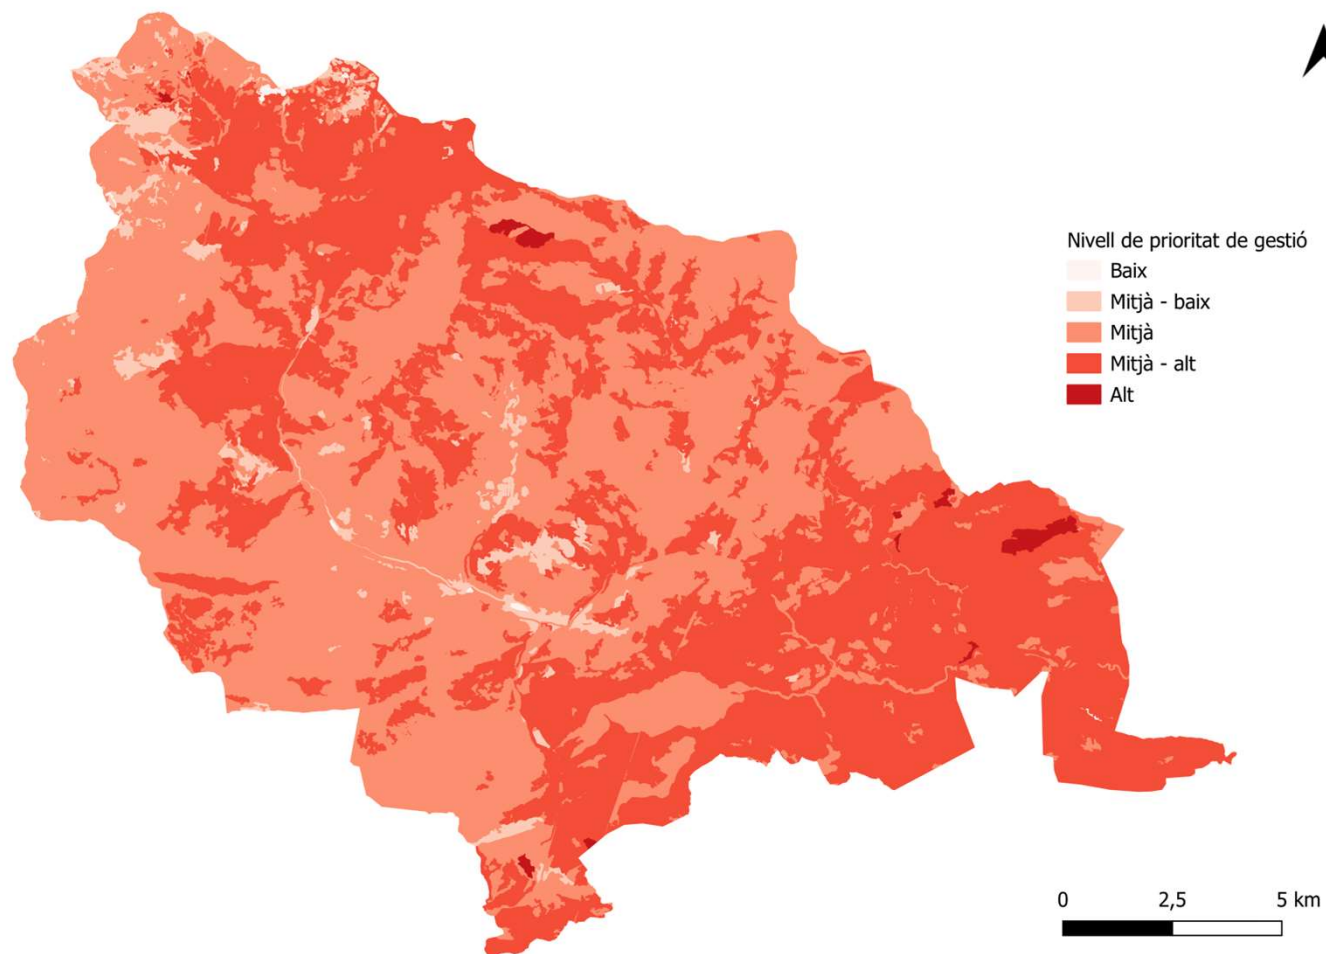 Nivell de prioritat de gestió
Baix
Mitjà - baix
Mitjà
Mitjà - alt
Alt
0 2,5 5 km